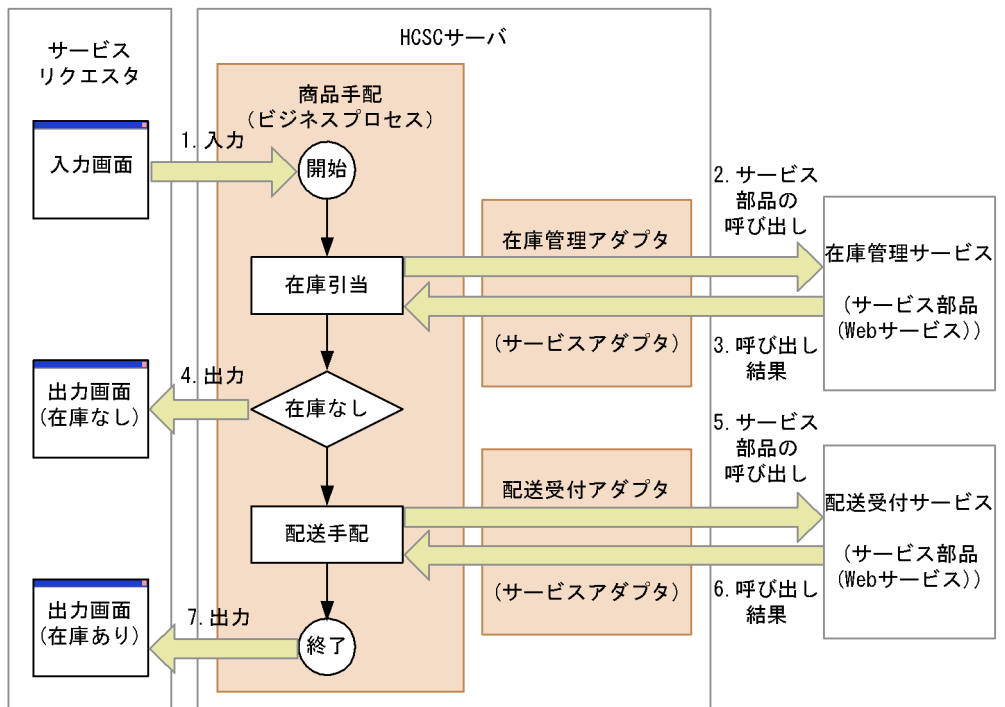 サービス
リクエスタ
HCSCサーバ
商品手配
(ビジネスプロセス)
入力画面
1. 入力
開始
2. サービス
部品の
呼び出し
在庫管理アダプタ
在庫管理サービス
在庫引当
(サービスアダプタ)
(サービス部品
(Webサービス))
3. 呼び出し
結果
4. 出力
出力画面
(在庫なし)
在庫なし
5. サービス
部品の
呼び出し
配送受付アダプタ
配送受付サービス
配送手配
(サービスアダプタ)
(サービス部品
(Webサービス))
6. 呼び出し
結果
出力画面
(在庫あり)
7. 出力
終了